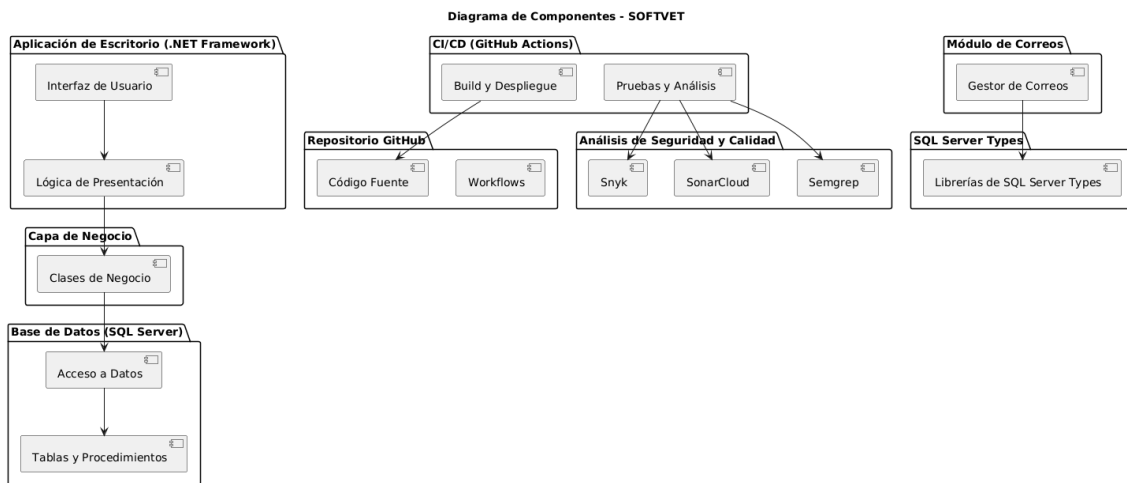 Diagrama de Componentes - SOFTVET
Aplicación de Escritorio (.NET Framework)
Interfaz de Usuario
Lógica de Presentación
Capa de Negocio
Clases de Negocio
Base de Datos (SQL Server)
Acceso a Datos
Tablas y Procedimientos
CI/CD (GitHub Actions)
Build y Despliegue
Pruebas y Análisis
Repositorio GitHub
Código Fuente
Workflows
Análisis de Seguridad y Calidad
Snyk
SonarCloud
Semgrep
Módulo de Correos
Gestor de Correos
SQL Server Types
Librerías de SQL Server Types